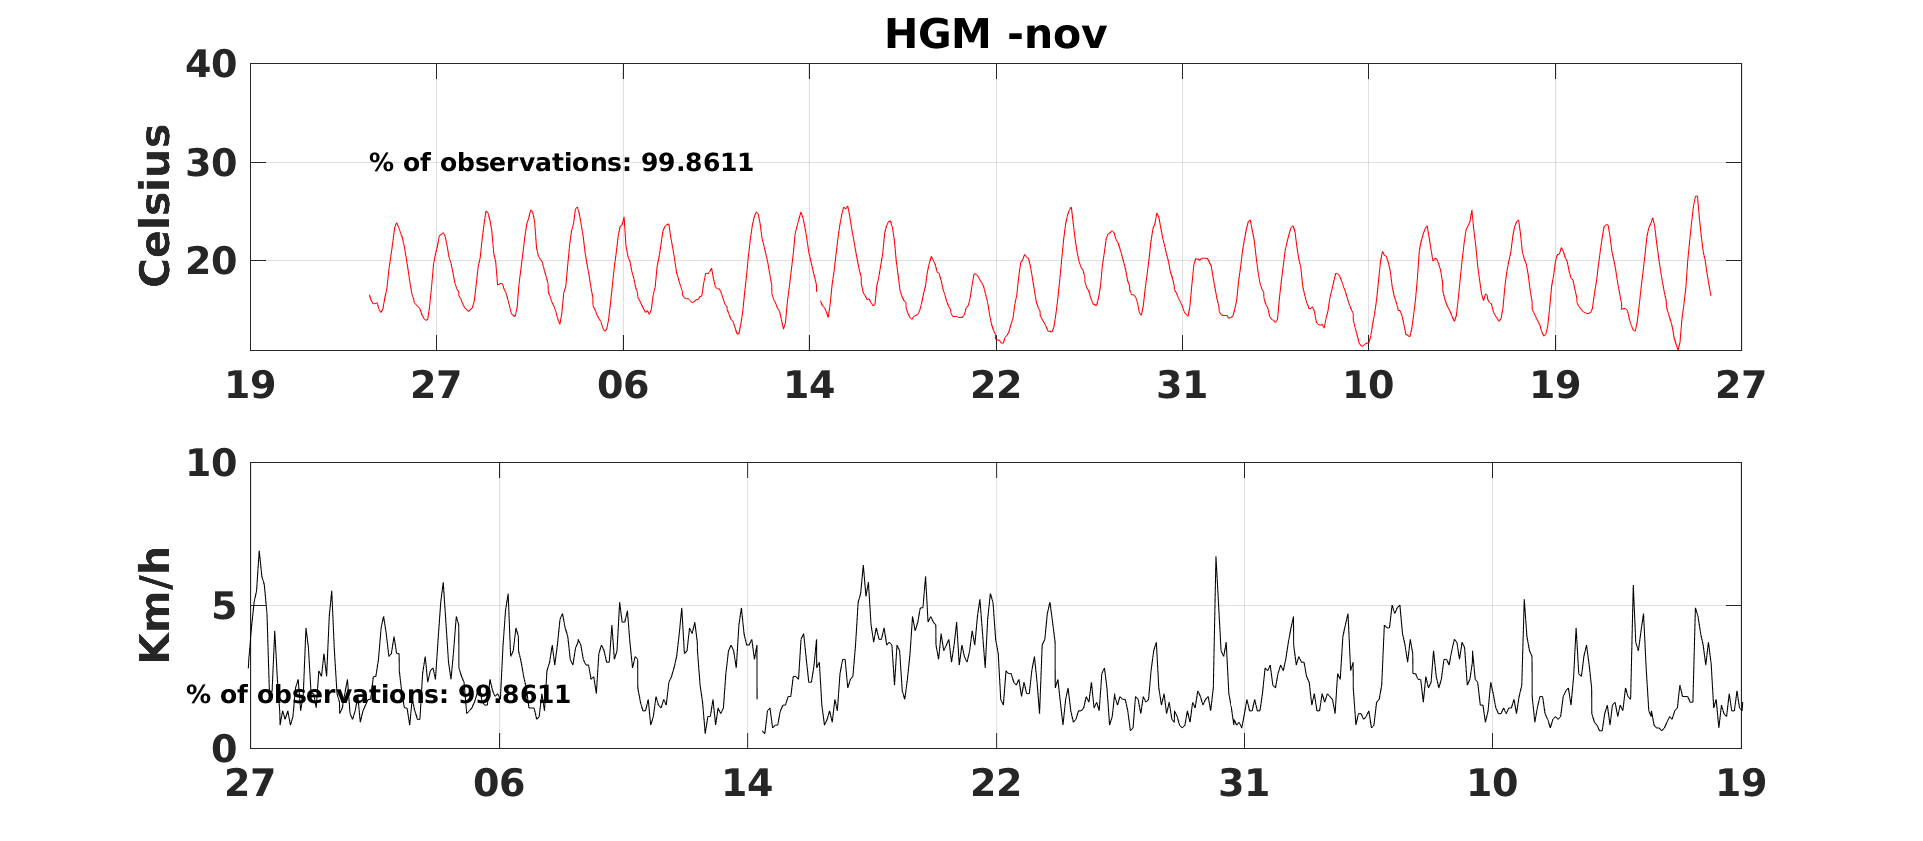 HGM -nov
Celsius
40
30
20
% of observations: 99.8611
19 27 06 14 22 31 10 19 27
Km/h
10
5
0
% of observations: 99.8611
27 06 14 22 31 10 19